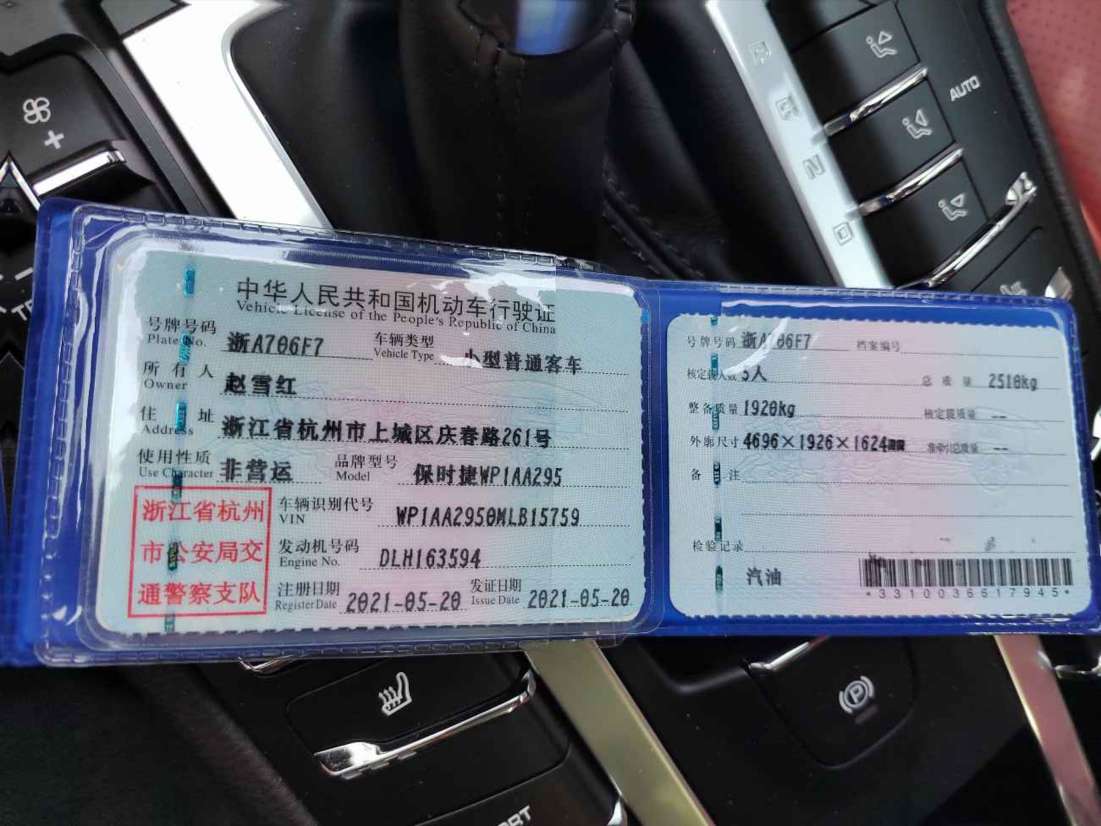 AUTO
中华人民共和国机动车行驶证
Vehicle License of the People's Republic of China
号牌号码 浙A706F7 车辆类型 小型普通客车
Plate No. Vehicle Type
所有人 赵雪红
Owner
住址 浙江省杭州市上城区庆春路261号
Address
使用性质 非营运 品牌型号 保时捷WP1AA295
Use Character Model
浙江省杭州
市公安局交
通警察支队
车辆识别代号 WP1AA2950MLB15759
VIN
发动机号码 DLH163594
Engine No.
注册日期 2021-05-20 发证日期 2021-05-20
Register Date Issue Date
号牌号码 浙A706F7 档案编号
核定载人数 5人 总质量 2510kg
整备质量 1920kg 核定载质量 --
外廓尺寸 4696×1926×1624mm 准牵引总质量 --
备注
检验记录
汽油
*3310036617945*
P
R
N
D